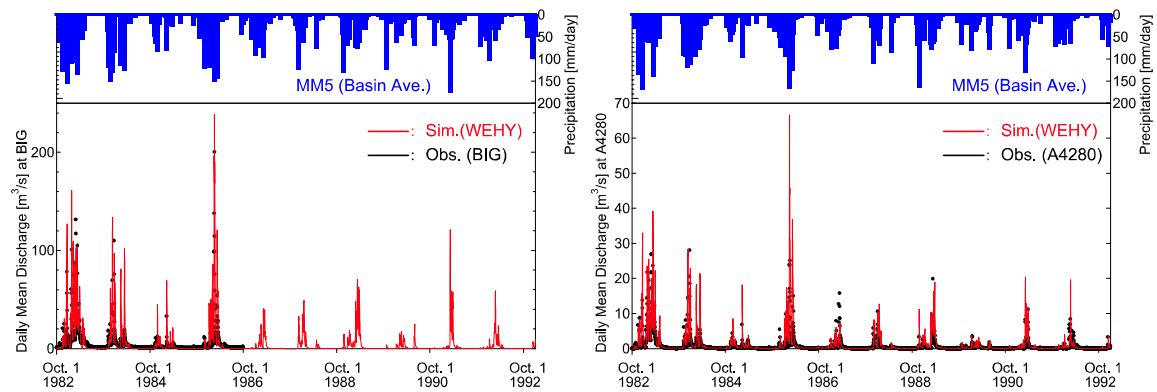 0
50
100
150
200
Precipitation [mm/day]
MM5 (Basin Ave.)
Daily Mean Discharge [m³/s] at BIG
200
100
0
: Sim.(WEHY)
: Obs. (BIG)
Oct. 1 Oct. 1 Oct. 1 Oct. 1 Oct. 1 Oct. 1
1982 1984 1986 1988 1990 1992
0
50
100
150
200
Precipitation [mm/day]
MM5 (Basin Ave.)
Daily Mean Discharge [m³/s] at A4280
70
60
50
40
30
20
10
0
: Sim.(WEHY)
: Obs. (A4280)
Oct. 1 Oct. 1 Oct. 1 Oct. 1 Oct. 1 Oct. 1
1982 1984 1986 1988 1990 1992